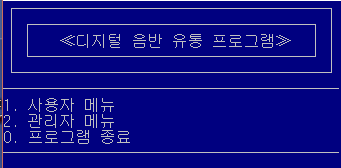 ≪디지털 음반 유통 프로그램≫
1. 사용자 메뉴
2. 관리자 메뉴
0. 프로그램 종료